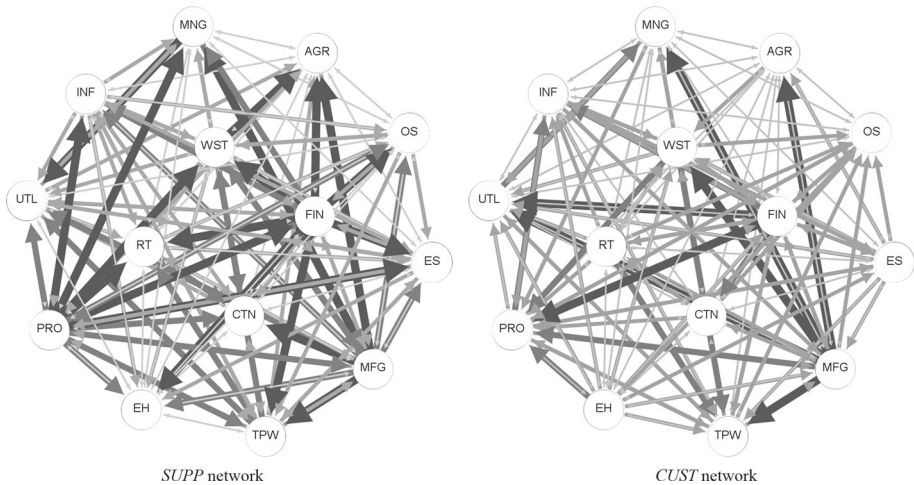 MNG
AGR
INF
OS
WST
UTL
FIN
RT
ES
CTN
PRO
MFG
EH
TPW
SUPP network
MNG
AGR
INF
OS
WST
UTL
FIN
RT
ES
CTN
PRO
MFG
EH
TPW
CUST network